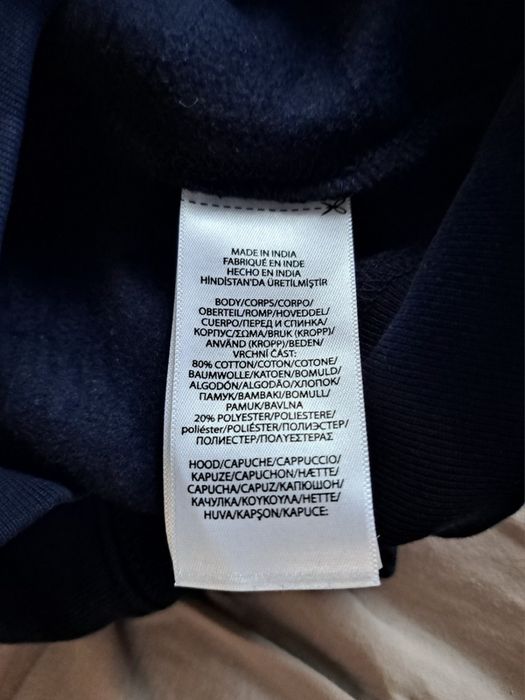 MADE IN INDIA
FABRIQUÉ EN INDE
HECHO EN INDIA
HİNDİSTAN'DA ÜRETİLMİŞTİR
BODY/CORPS/CORPO/
OBERTEIL/ROMP/HOVEDDEL/
CUERPO/ПЕРЕД И СПИНКА/
КОРПУС/ΣΩΜΑ/BRUK (KROPP)/
ANVÄND (KROPP)/BEDEN/
VRCHNÍ ČÁST:
80% COTTON/COTON/COTONE/
BAUMWOLLE/KATOEN/BOMULD/
ALGODÓN/ALGODÃO/ХЛОПОК/
ПАМУК/ΒΑΜΒΑΚΙ/BOMULL/
PAMUK/BAVLNA
20% POLYESTER/POLIESTERE/
poliéster/POLIÉSTER/ПОЛИЭСТЕР/
ПОЛИЕСТЕР/ΠΟΛΥΕΣΤΕΡΑΣ
HOOD/CAPUCHE/CAPPUCCIO/
KAPUZE/CAPUCHON/HÆTTE/
CAPUCHA/CAPUZ/КАПЮШОН/
КАЧУЛКА/ΚΟΥΚΟΥΛΑ/HETTE/
HUVA/KAPŞON/KAPUCE: